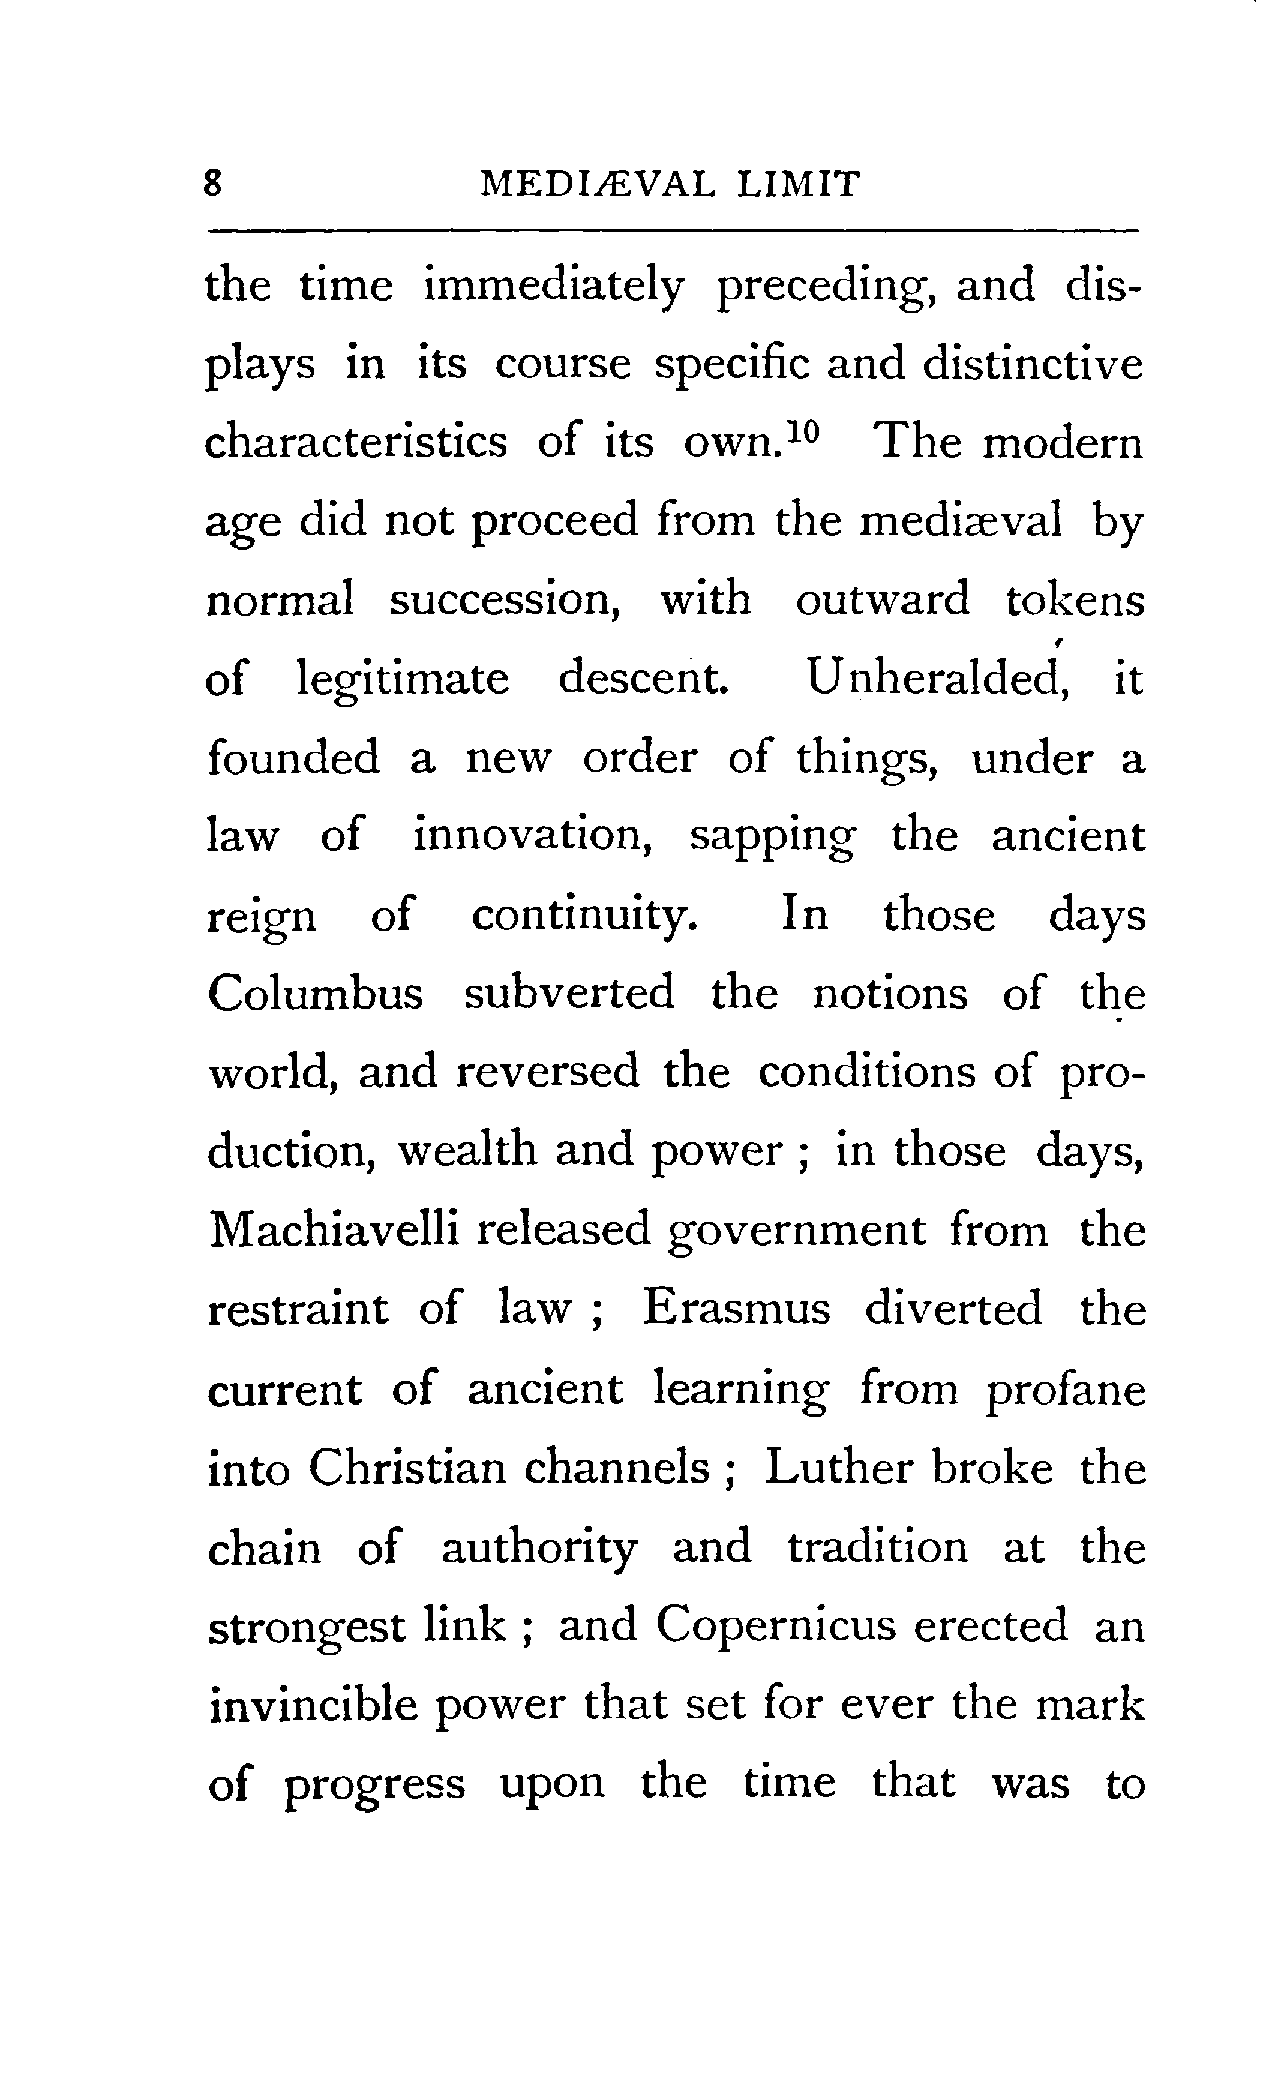 8 MEDIÆVAL LIMIT
the time immediately preceding, and dis-
plays in its course specific and distinctive
characteristics of its own.¹⁰ The modern
age did not proceed from the mediæval by
normal succession, with outward tokens
of legitimate descent. Unheralded, it
founded a new order of things, under a
law of innovation, sapping the ancient
reign of continuity. In those days
Columbus subverted the notions of the
world, and reversed the conditions of pro-
duction, wealth and power ; in those days,
Machiavelli released government from the
restraint of law ; Erasmus diverted the
current of ancient learning from profane
into Christian channels ; Luther broke the
chain of authority and tradition at the
strongest link ; and Copernicus erected an
invincible power that set for ever the mark
of progress upon the time that was to